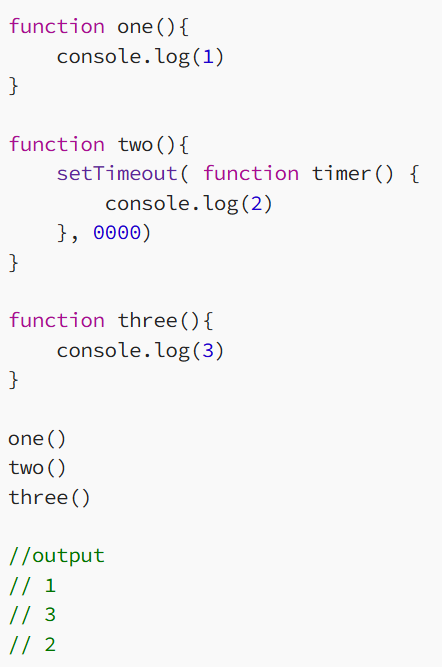 function one(){
    console.log(1)
}

function two(){
    setTimeout( function timer() {
        console.log(2)
    }, 0000)
}

function three(){
    console.log(3)
}

one()
two()
three()

//output
// 1
// 3
// 2